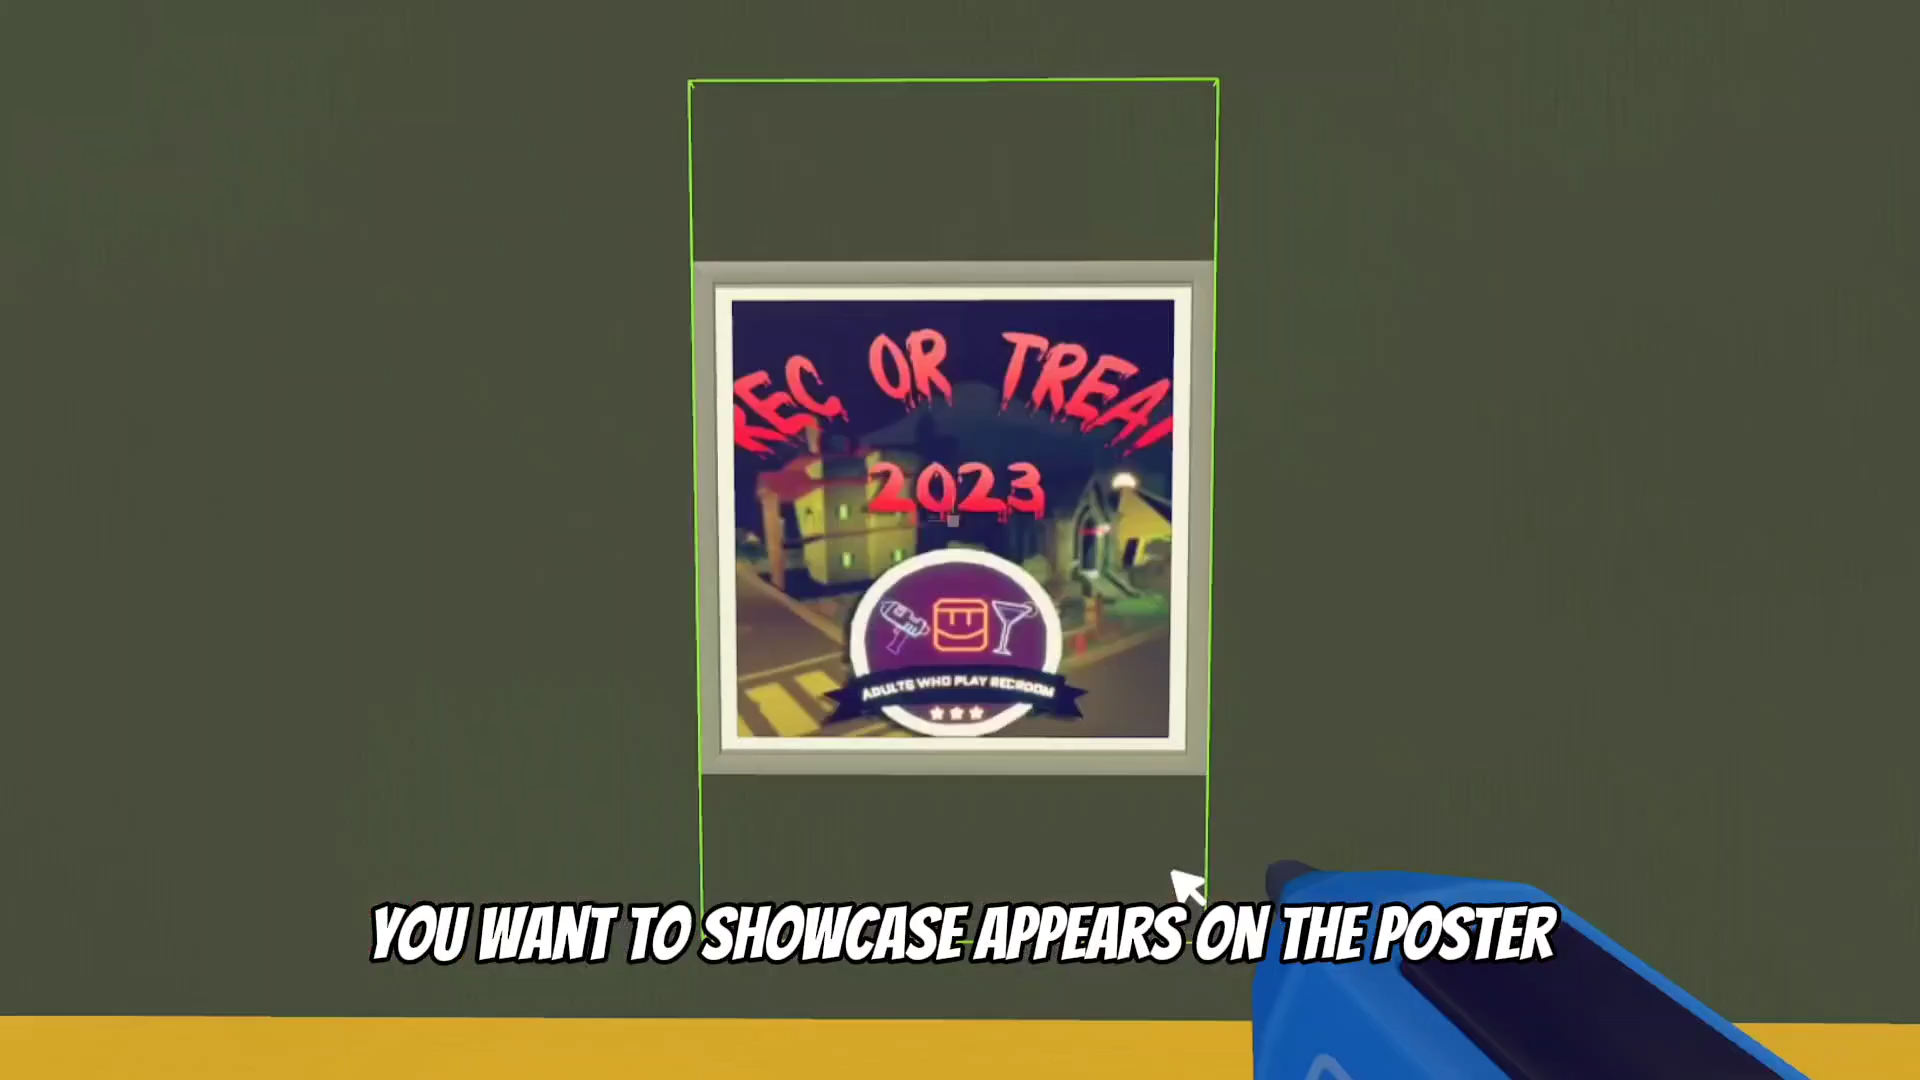 REC OR TREA
2023
ADULTS WHO PLAY RECROOM
YOU WANT TO SHOWCASE APPEARS ON THE POSTER